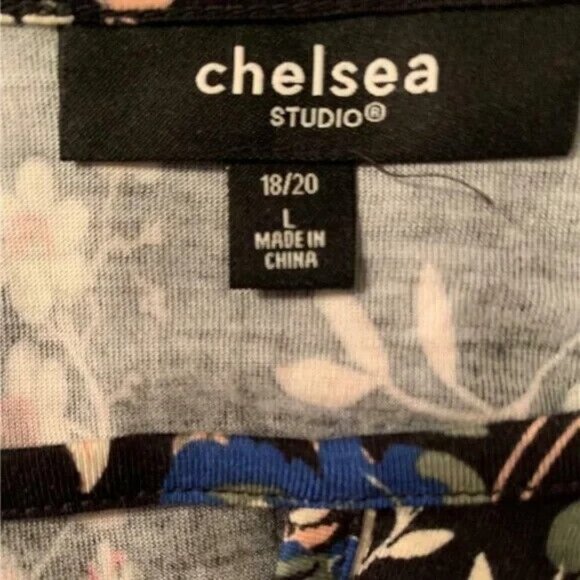 chelsea
STUDIO®
18/20
L
MADE IN
CHINA